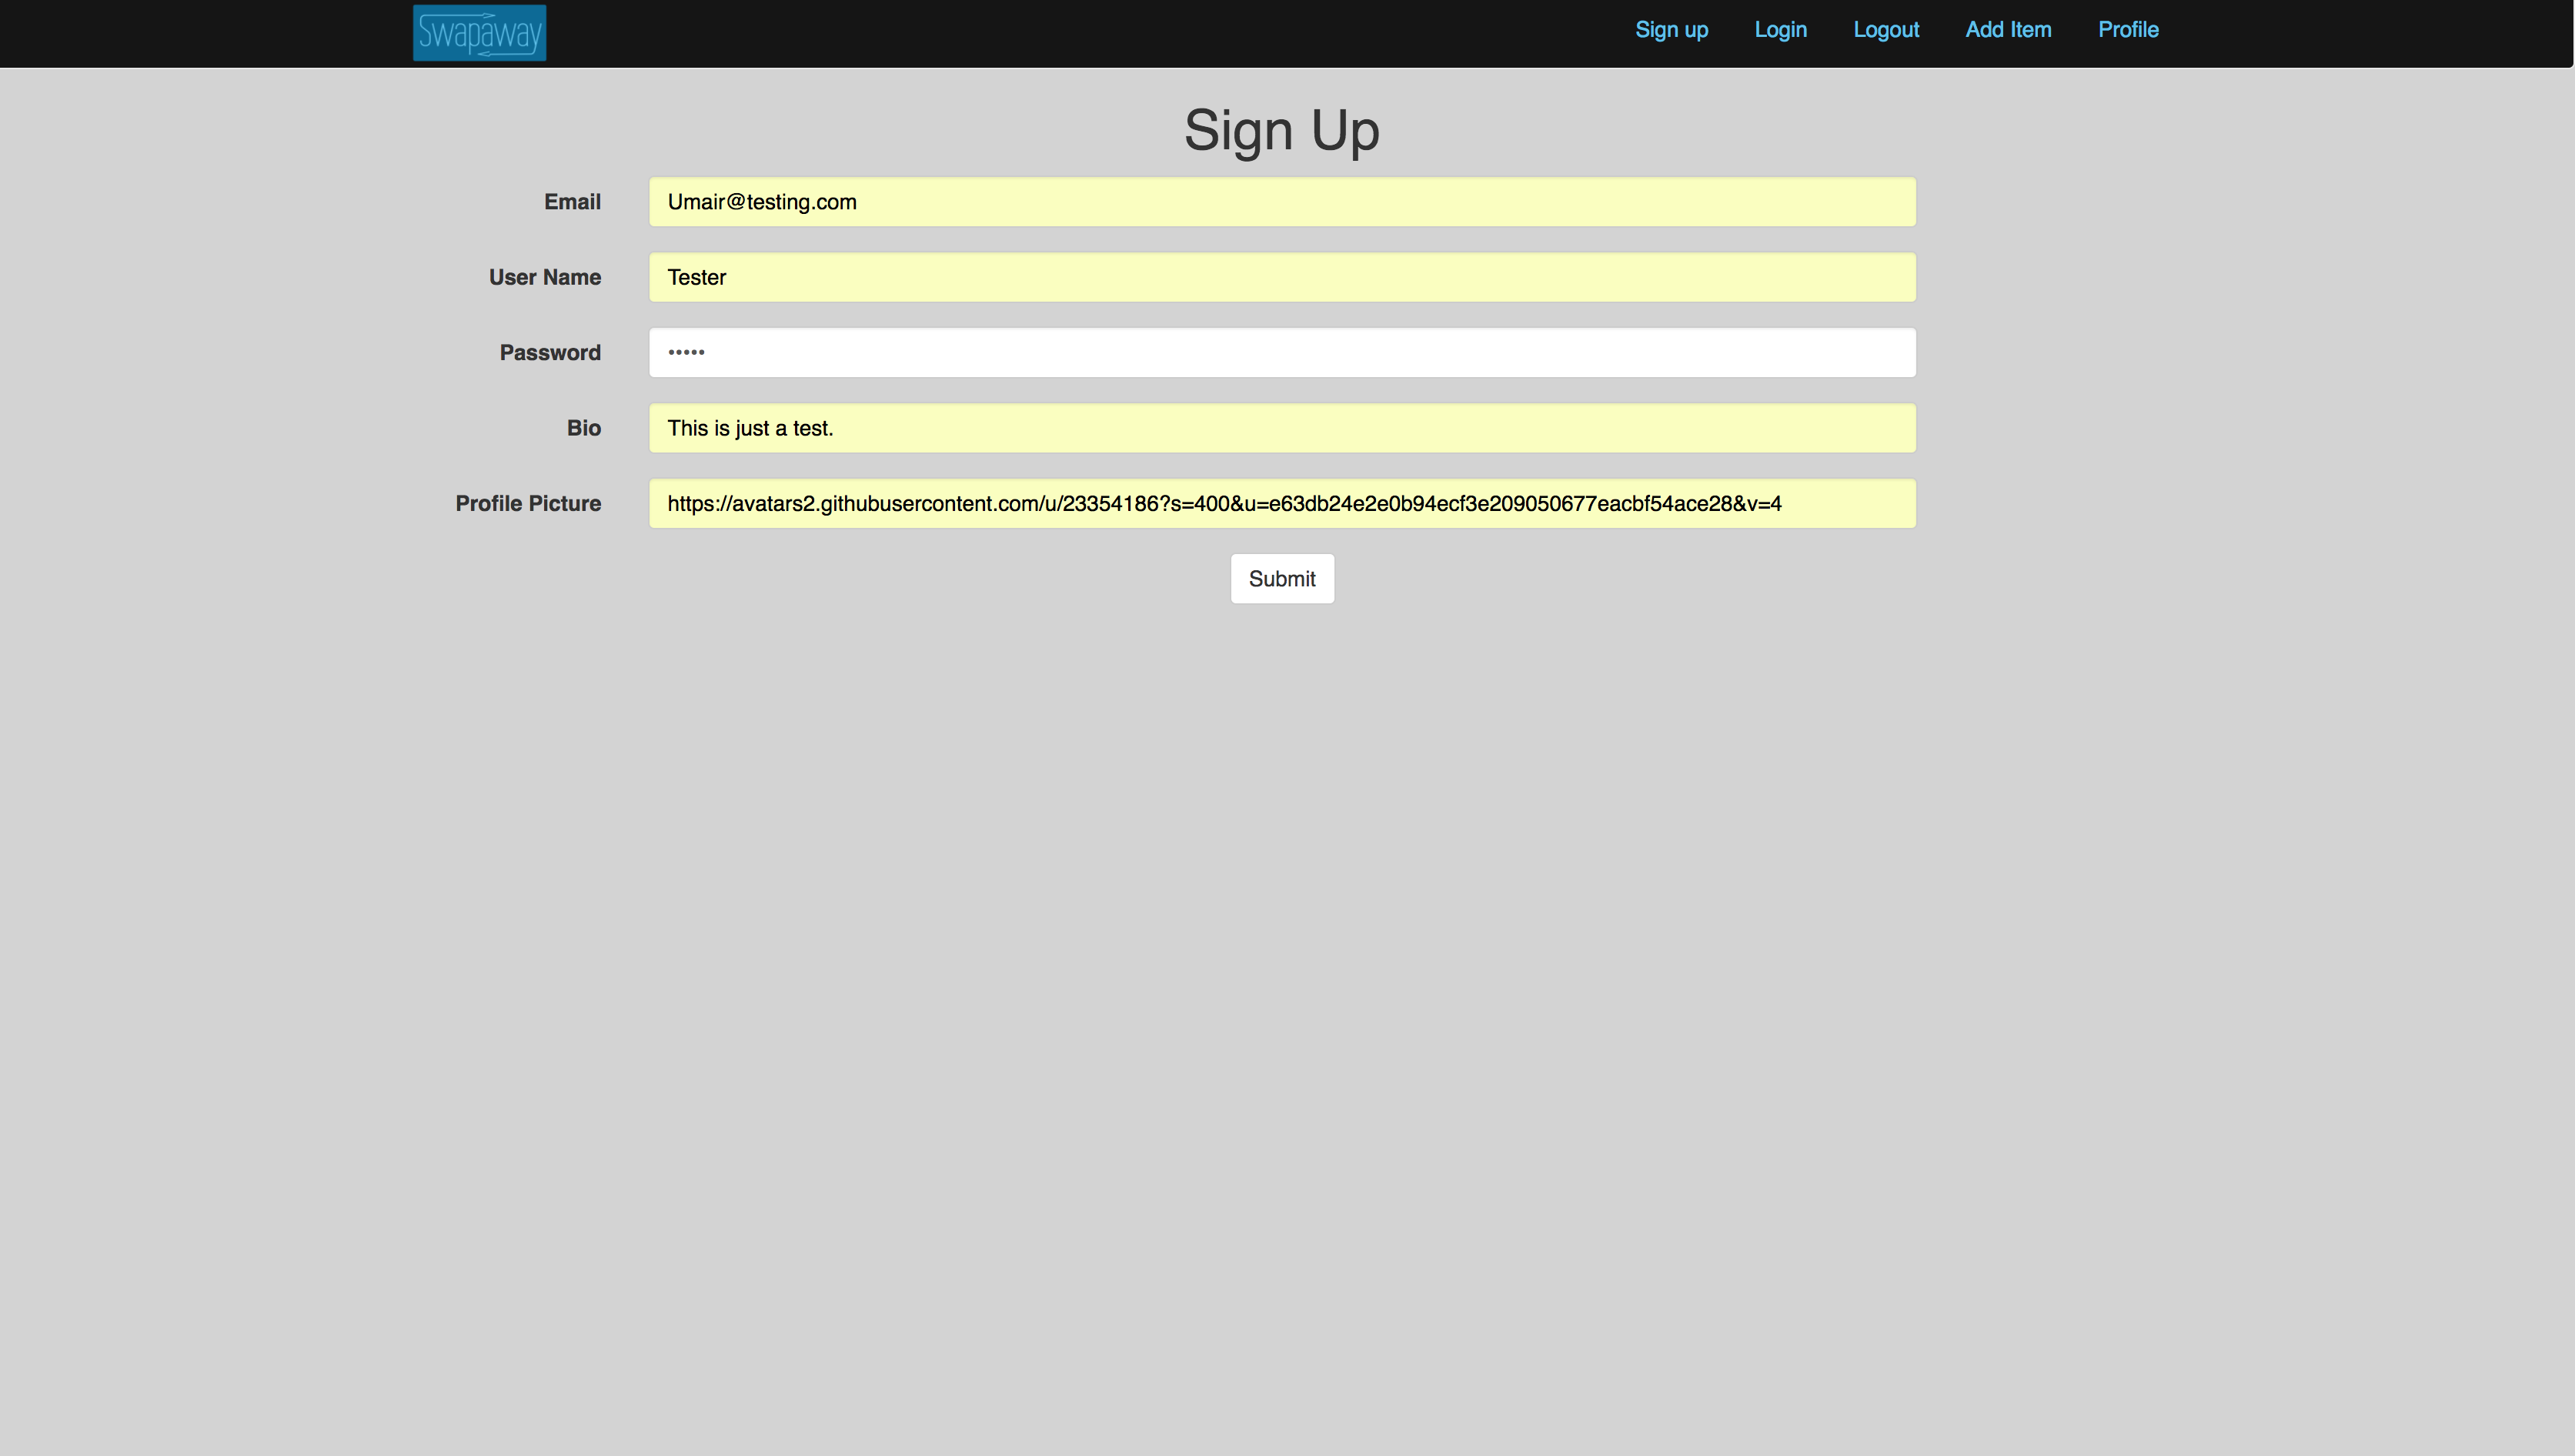 Swapaway
Sign up Login Logout Add Item Profile
Sign Up
Email Umair@testing.com
User Name Tester
Password •••••
Bio This is just a test.
Profile Picture https://avatars2.githubusercontent.com/u/23354186?s=400&u=e63db24e2e0b94ecf3e209050677eacbf54ace28&v=4
Submit